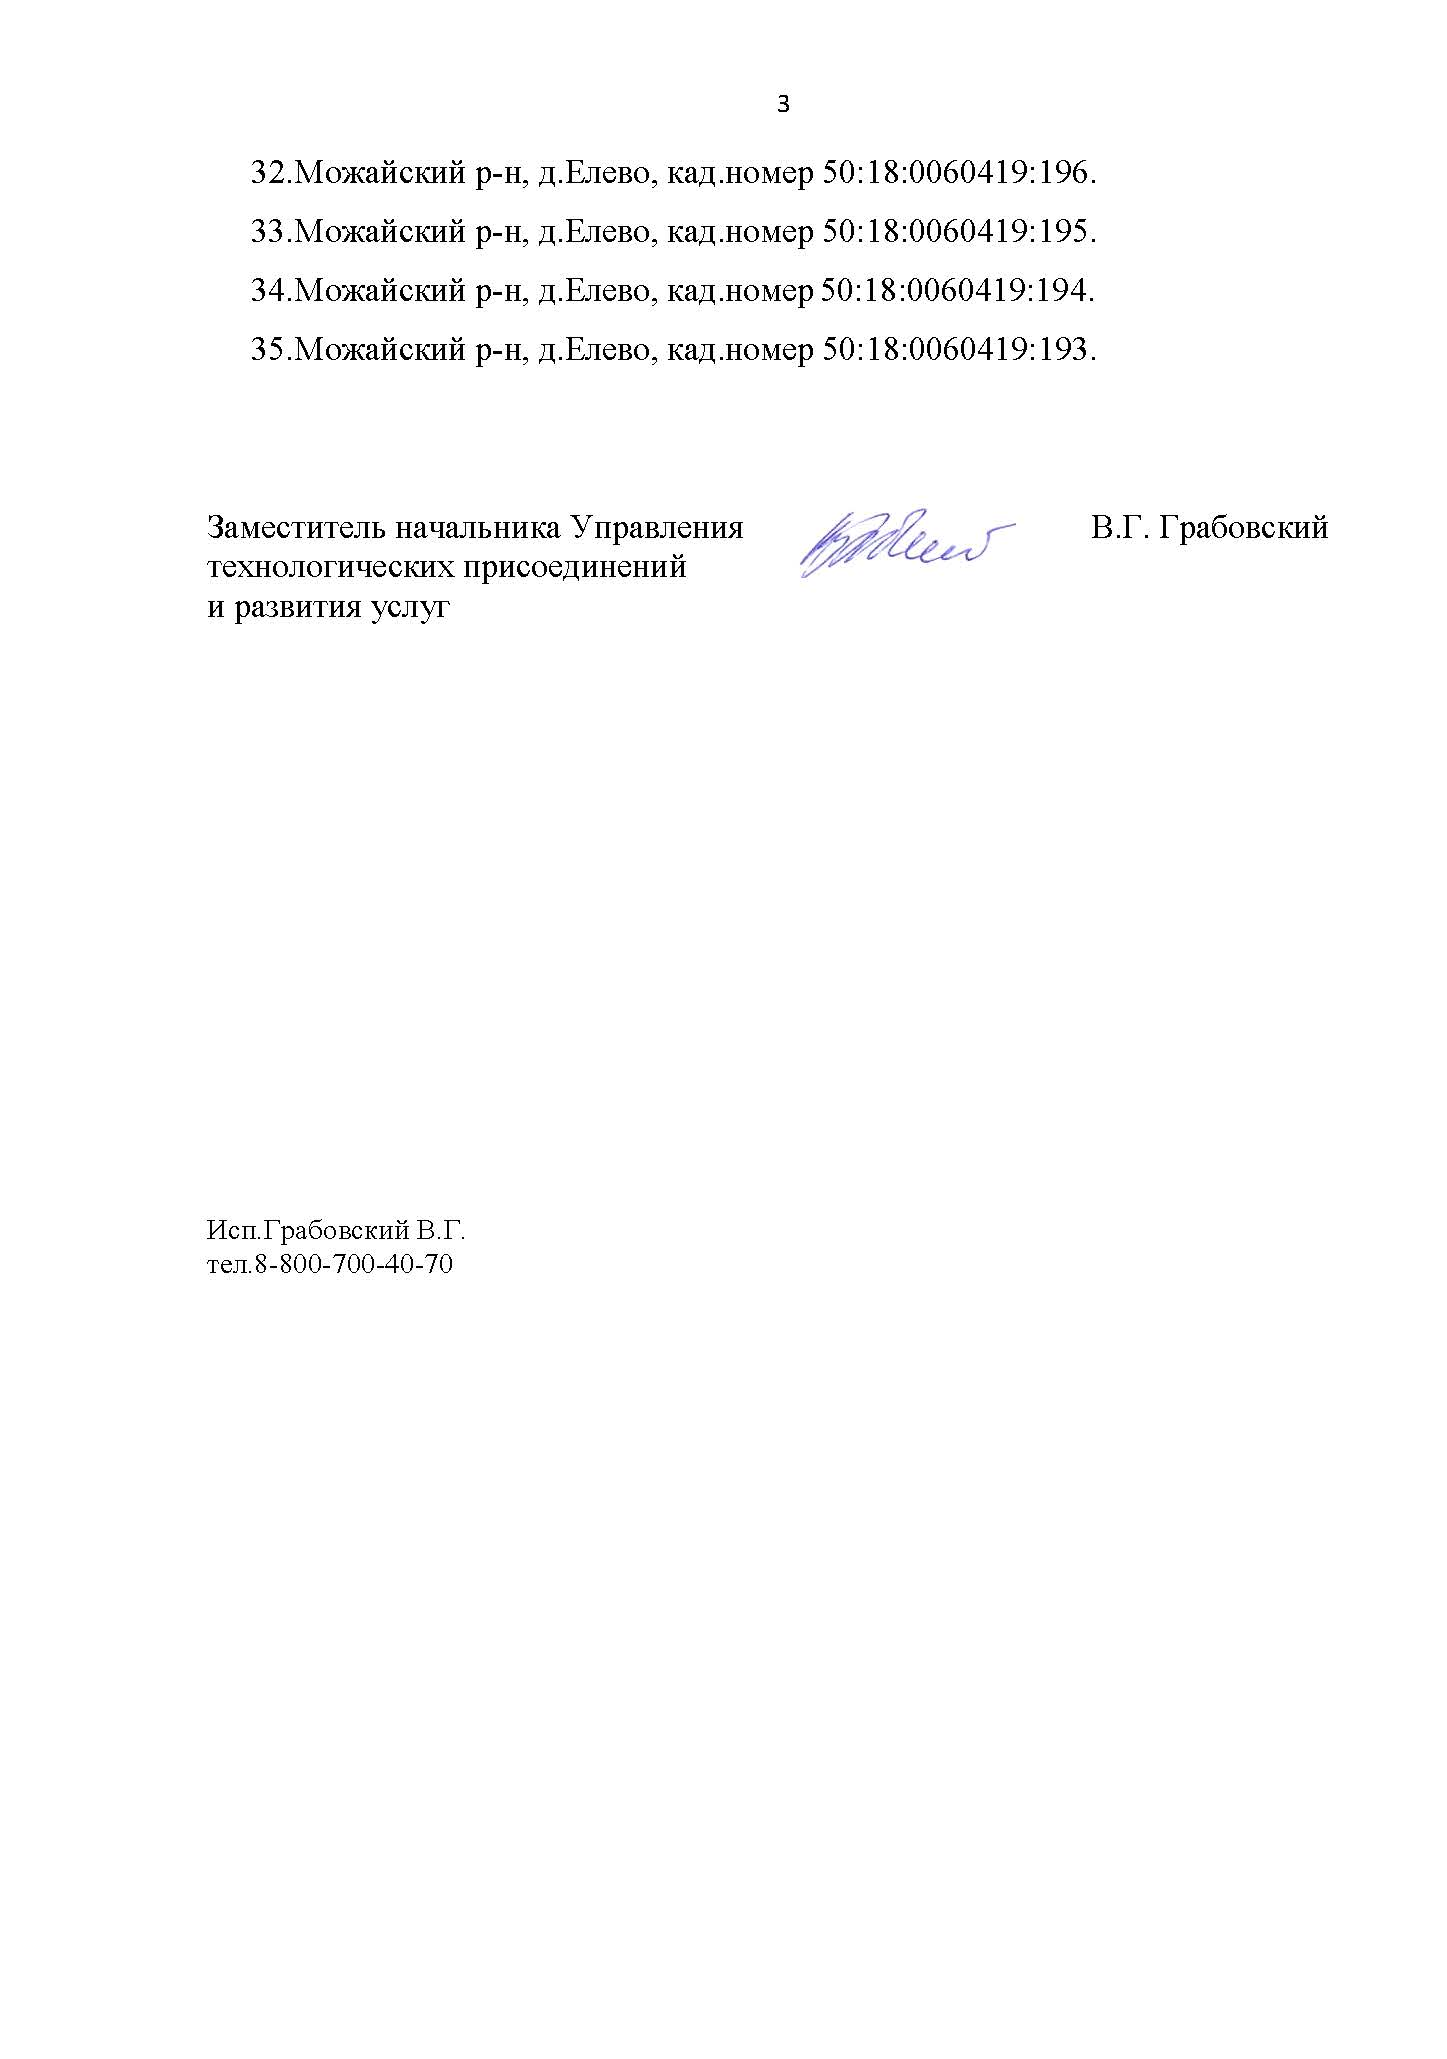 3
32.Можайский р-н, д.Елево, кад.номер 50:18:0060419:196.
33.Можайский р-н, д.Елево, кад.номер 50:18:0060419:195.
34.Можайский р-н, д.Елево, кад.номер 50:18:0060419:194.
35.Можайский р-н, д.Елево, кад.номер 50:18:0060419:193.
Заместитель начальника Управления В.Г. Грабовский
технологических присоединений
и развития услуг
Исп.Грабовский В.Г.
тел.8-800-700-40-70